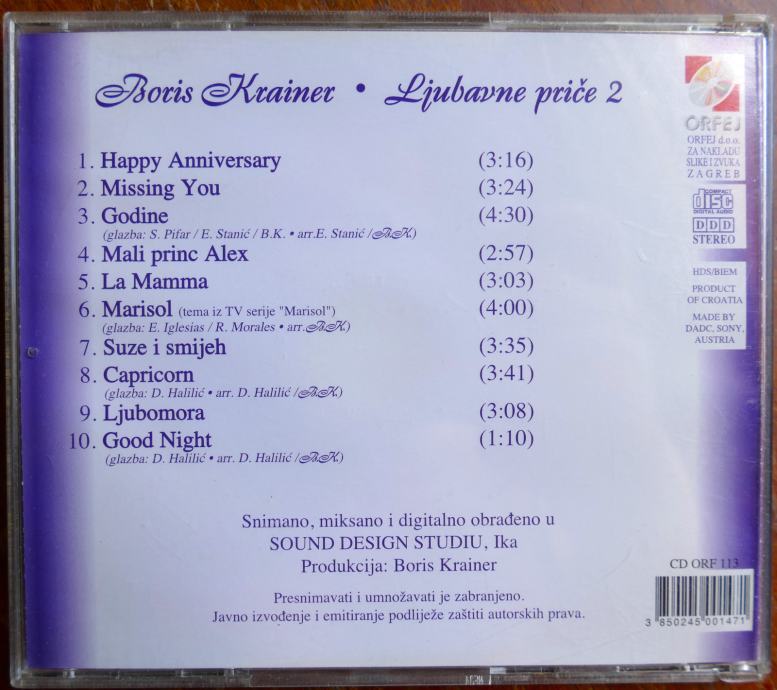 Boris Krainer • Ljubavne priče 2
1. Happy Anniversary (3:16)
2. Missing You (3:24)
3. Godine (4:30)
(glazba: S. Pifar / E. Stanić / B.K. • arr.E. Stanić /B.K.)
4. Mali princ Alex (2:57)
5. La Mamma (3:03)
6. Marisol (tema iz TV serije "Marisol") (4:00)
(glazba: E. Iglesias / R. Morales • arr.B.K.)
7. Suze i smijeh (3:35)
8. Capricorn (3:41)
(glazba: D. Halilić • arr. D. Halilić /B.K.)
9. Ljubomora (3:08)
10. Good Night (1:10)
(glazba: D. Halilić • arr. D. Halilić /B.K.)
Snimano, miksano i digitalno obrađeno u
SOUND DESIGN STUDIU, Ika
Produkcija: Boris Krainer
Presnimavati i umnožavati je zabranjeno.
Javno izvođenje i emitiranje podliježe zaštiti autorskih prava.
ORFEJ
ORFEJ d.o.o.
ZA NAKLADU
SLIKE I ZVUKA
ZAGREB
COMPACT
disc
DIGITAL AUDIO
DDD
STEREO
HDS/BIEM
PRODUCT
OF CROATIA
MADE BY
DADC, SONY,
AUSTRIA
CD ORF 113
3 850245 001471